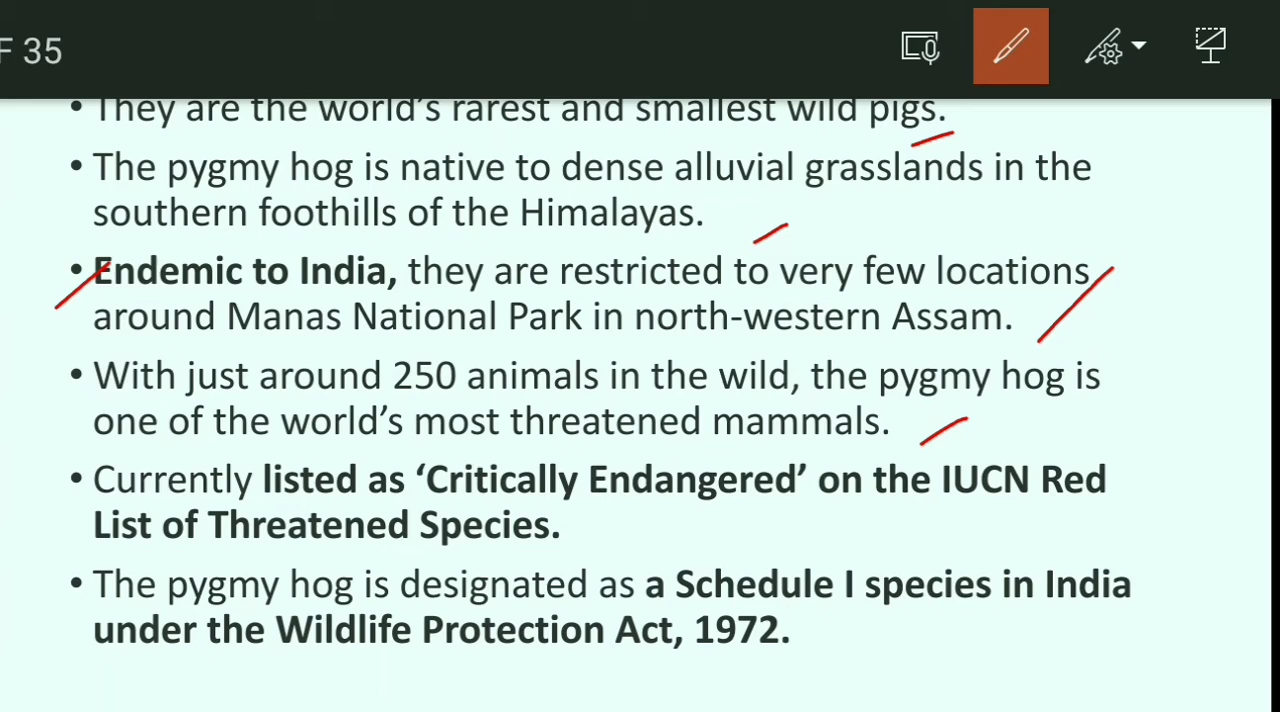 F 35
• They are the world's rarest and smallest wild pigs.
• The pygmy hog is native to dense alluvial grasslands in the
southern foothills of the Himalayas.
• Endemic to India, they are restricted to very few locations
around Manas National Park in north-western Assam.
• With just around 250 animals in the wild, the pygmy hog is
one of the world's most threatened mammals.
• Currently listed as ‘Critically Endangered’ on the IUCN Red
List of Threatened Species.
• The pygmy hog is designated as a Schedule I species in India
under the Wildlife Protection Act, 1972.